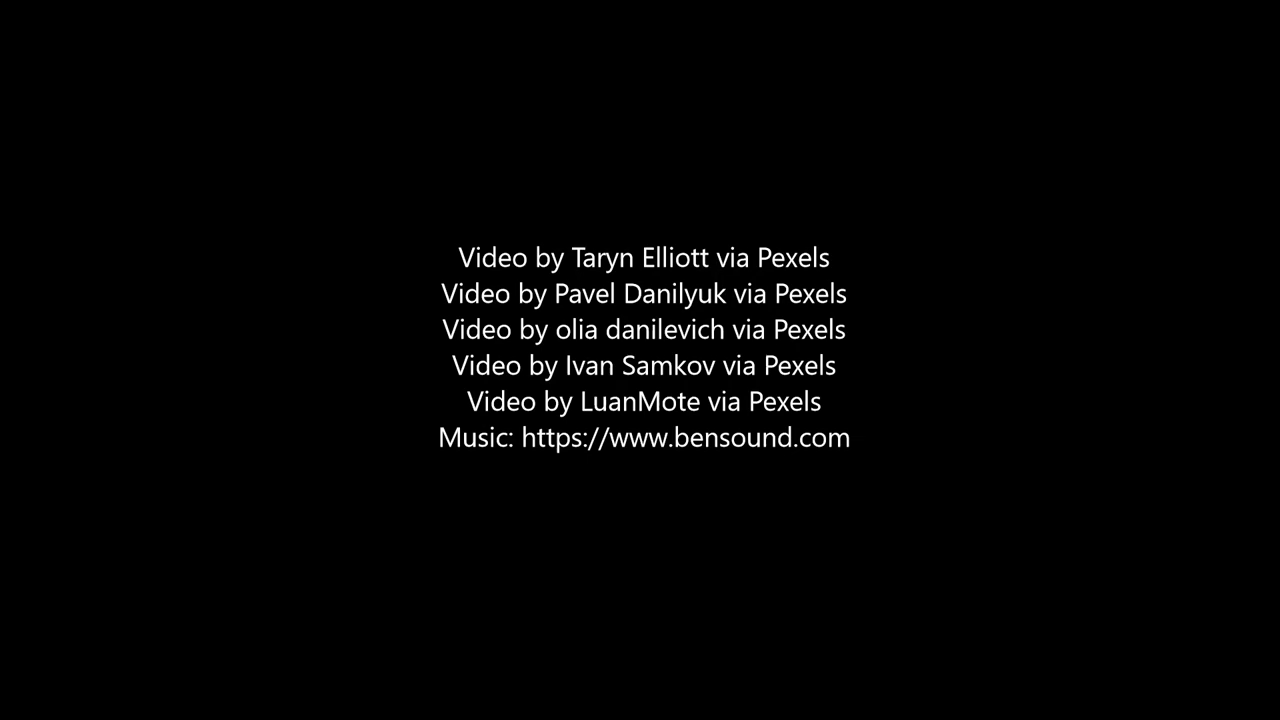 Video by Taryn Elliott via Pexels
Video by Pavel Danilyuk via Pexels
Video by olia danilevich via Pexels
Video by Ivan Samkov via Pexels
Video by LuanMote via Pexels
Music: https://www.bensound.com